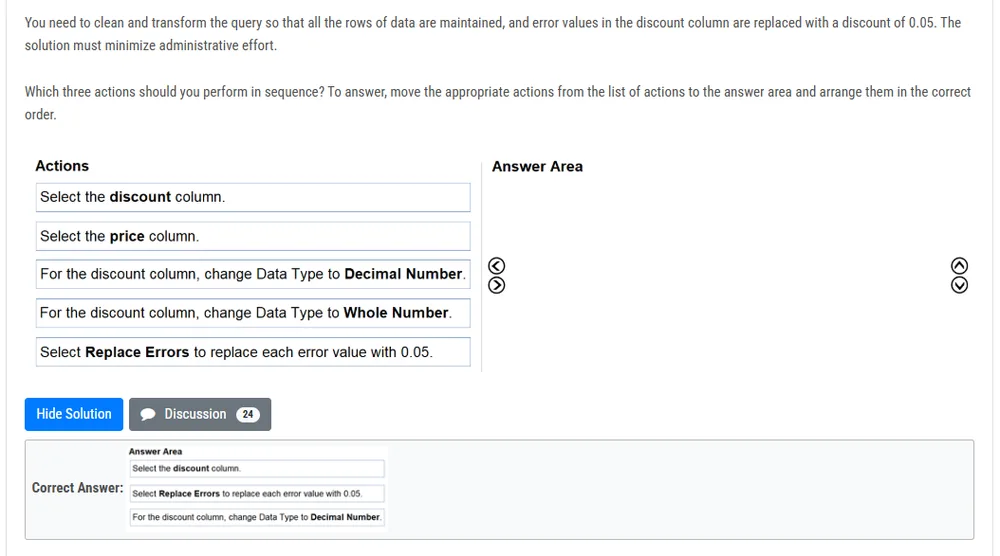 You need to clean and transform the query so that all the rows of data are maintained, and error values in the discount column are replaced with a discount of 0.05. The
solution must minimize administrative effort.
Which three actions should you perform in sequence? To answer, move the appropriate actions from the list of actions to the answer area and arrange them in the correct
order.
Actions
Answer Area
Select the discount column.
Select the price column.
For the discount column, change Data Type to Decimal Number.
For the discount column, change Data Type to Whole Number.
Select Replace Errors to replace each error value with 0.05.
Hide Solution
Discussion 24
Correct Answer:
Answer Area
Select the discount column.
Select Replace Errors to replace each error value with 0.05.
For the discount column, change Data Type to Decimal Number.